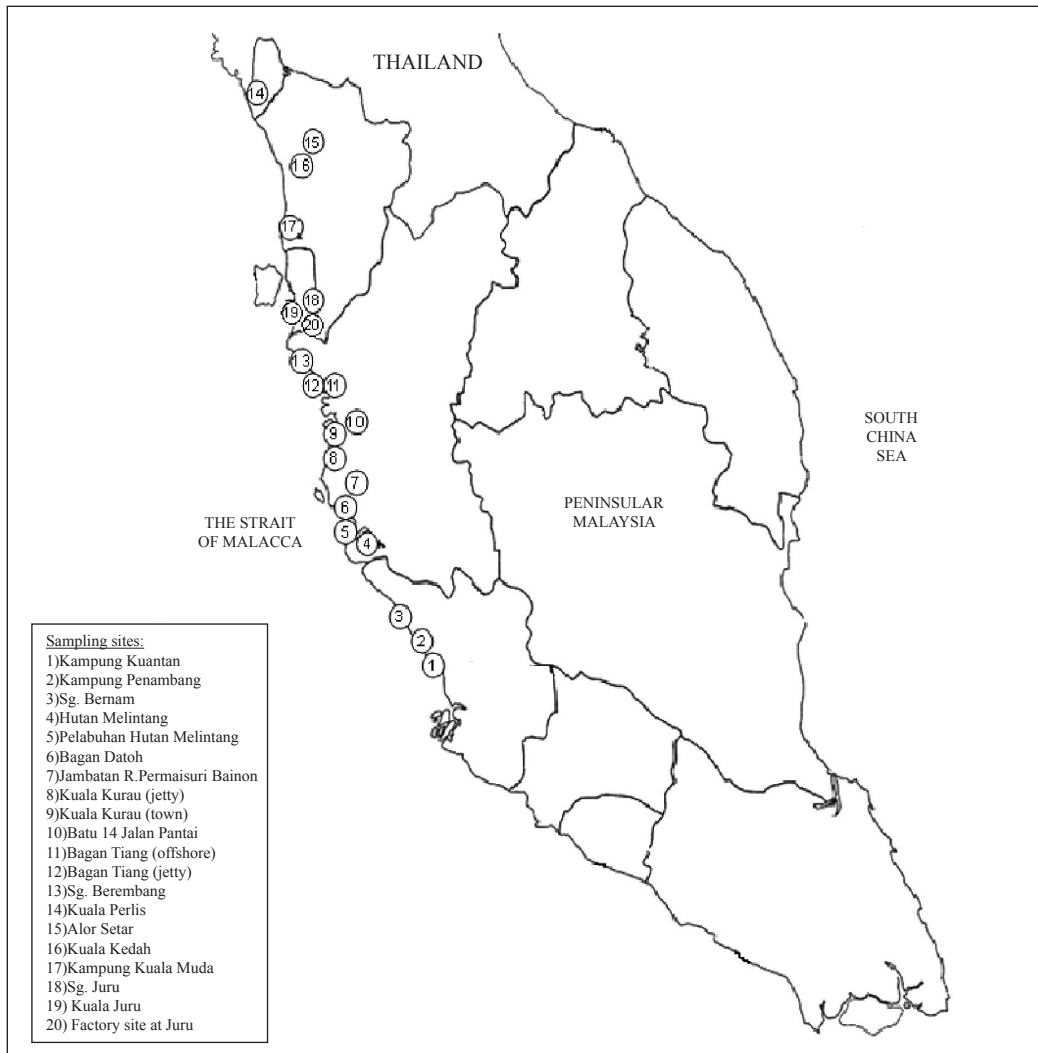 THAILAND
14
15
16
17
18
19
20
13
12
11
10
9
8
7
6
5
4
3
2
1
SOUTH
CHINA
SEA
PENINSULAR
MALAYSIA
THE STRAIT
OF MALACCA
Sampling sites:
1)Kampung Kuantan
2)Kampung Penambang
3)Sg. Bernam
4)Hutan Melintang
5)Pelabuhan Hutan Melintang
6)Bagan Datoh
7)Jambatan R.Permaisuri Bainon
8)Kuala Kurau (jetty)
9)Kuala Kurau (town)
10)Batu 14 Jalan Pantai
11)Bagan Tiang (offshore)
12)Bagan Tiang (jetty)
13)Sg. Berembang
14)Kuala Perlis
15)Alor Setar
16)Kuala Kedah
17)Kampung Kuala Muda
18)Sg. Juru
19) Kuala Juru
20) Factory site at Juru